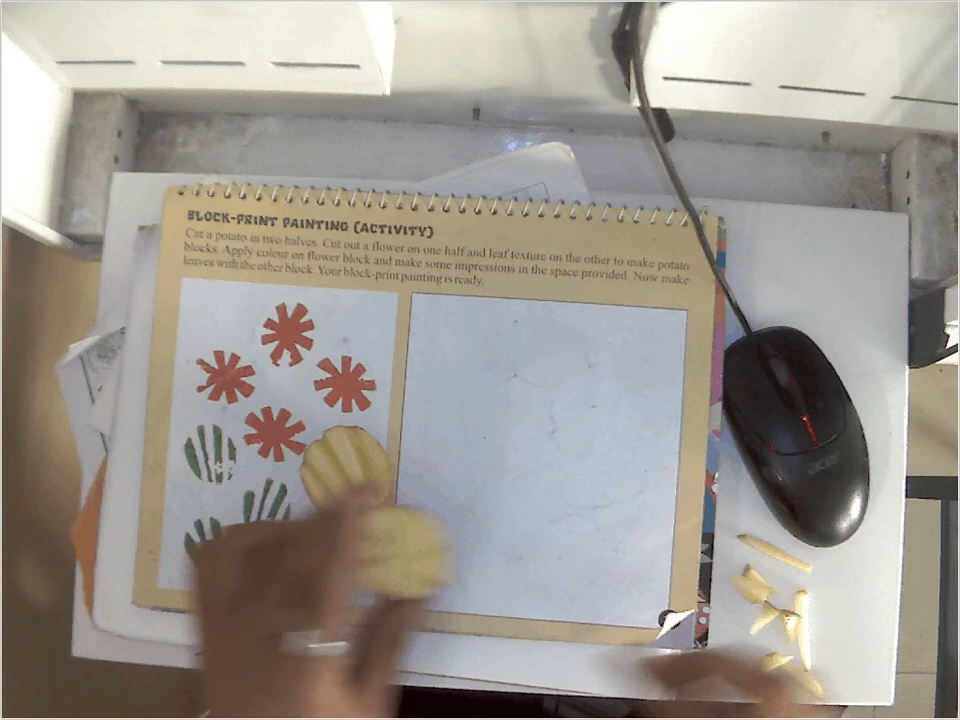 BLOCK-PRINT PAINTING (ACTIVITY)
Cut a potato in two halves. Cut out a flower on one half and leaf texture on the other to make potato
blocks. Apply colour on flower block and make some impressions in the space provided. Now make
leaves with the other block. Your block-print painting is ready.
acer